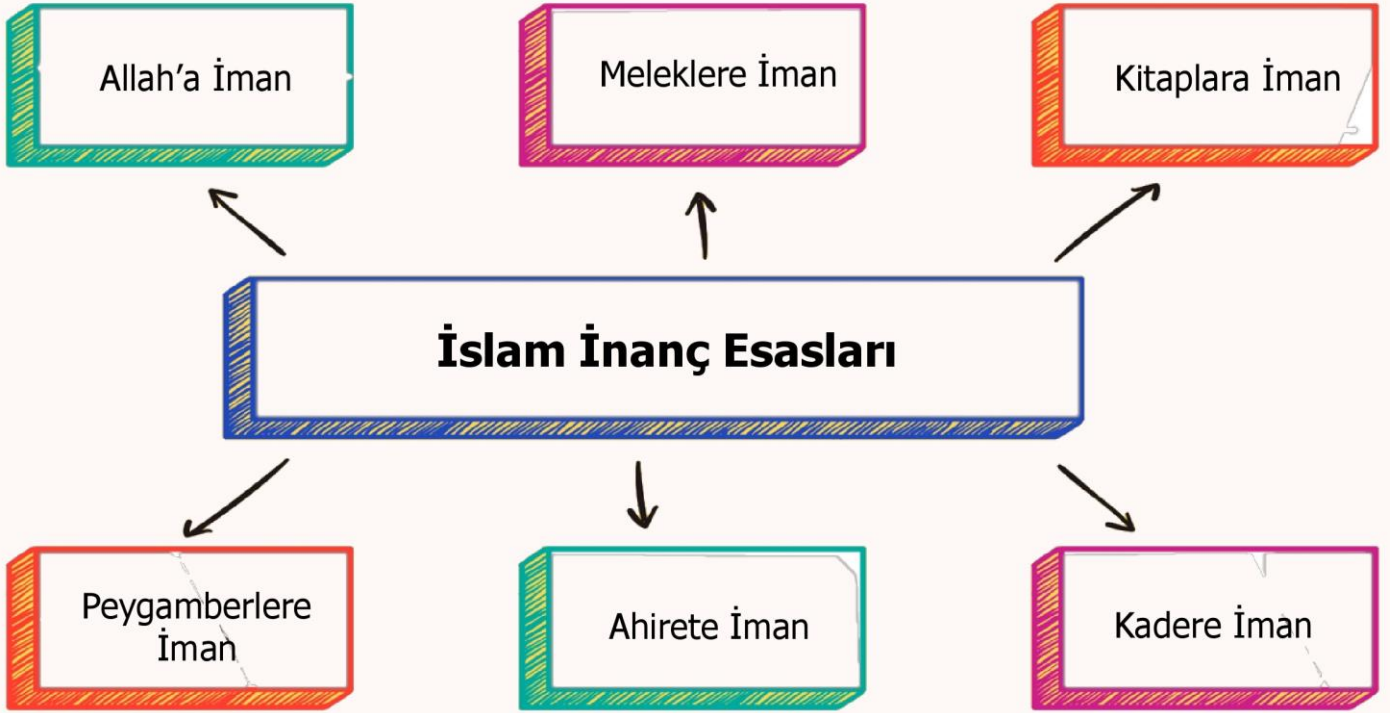 Allah’a İman
Meleklere İman
Kitaplara İman
İslam İnanç Esasları
Peygamberlere
İman
Ahirete İman
Kadere İman